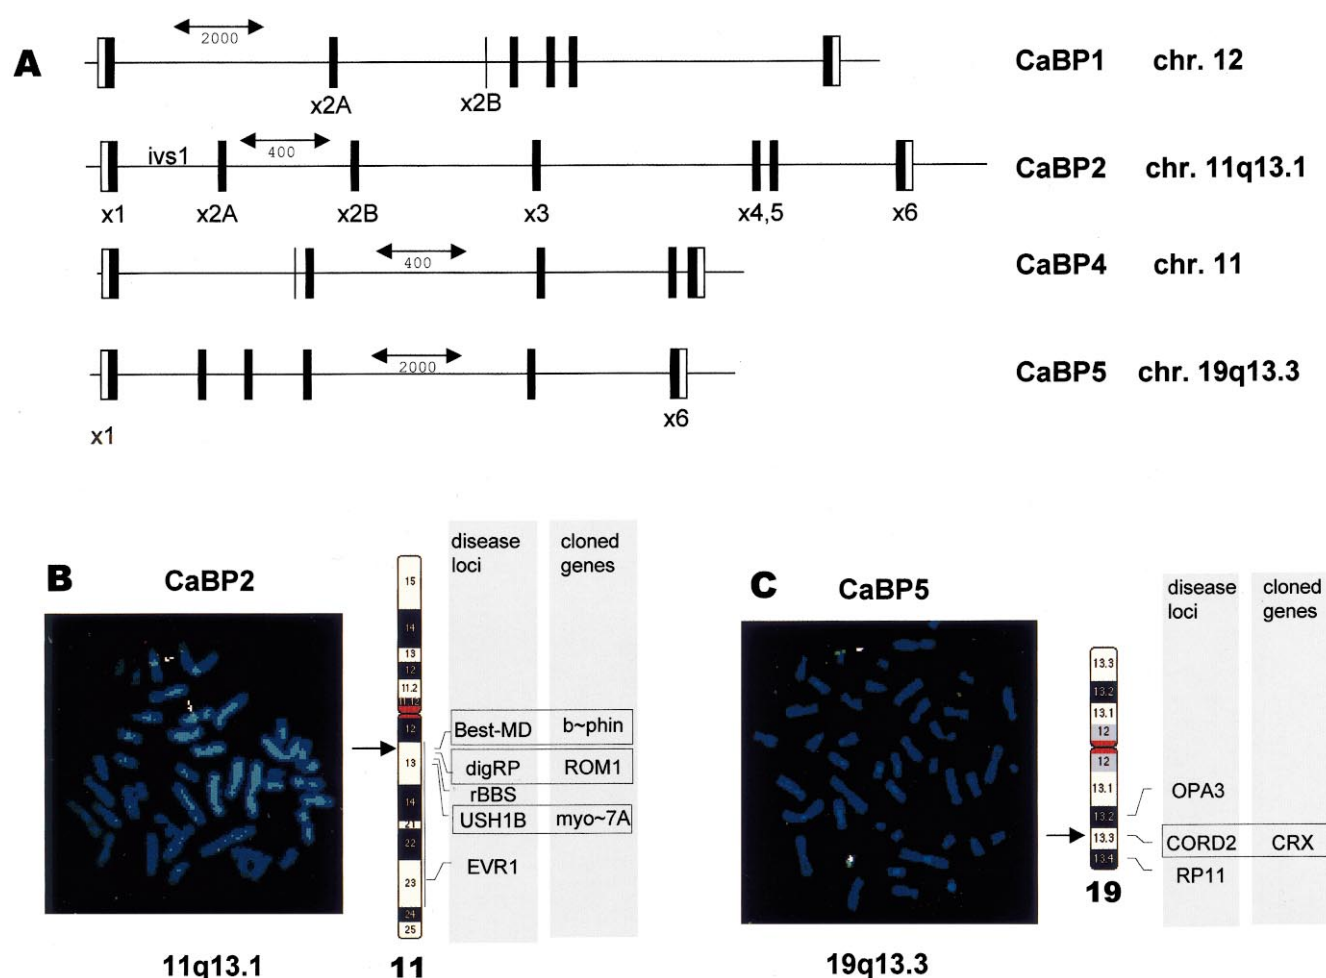 A
2000
x2A
x2B
CaBP1 chr. 12
ivs1
400
CaBP2 chr. 11q13.1
x1 x2A x2B x3 x4,5 x6
400
CaBP4 chr. 11
2000
CaBP5 chr. 19q13.3
x1
x6
B CaBP2
11q13.1
15
14
13
12
11.2
12
13
14
21
22
23
24
25
11
disease loci
cloned genes
Best-MD b~phin
digRP ROM1
rBBS
USH1B myo~7A
EVR1
C CaBP5
19q13.3
13.3
13.2
13.1
12
12
13.1
13.2
13.3
13.4
19
disease loci
cloned genes
OPA3
CORD2 CRX
RP11